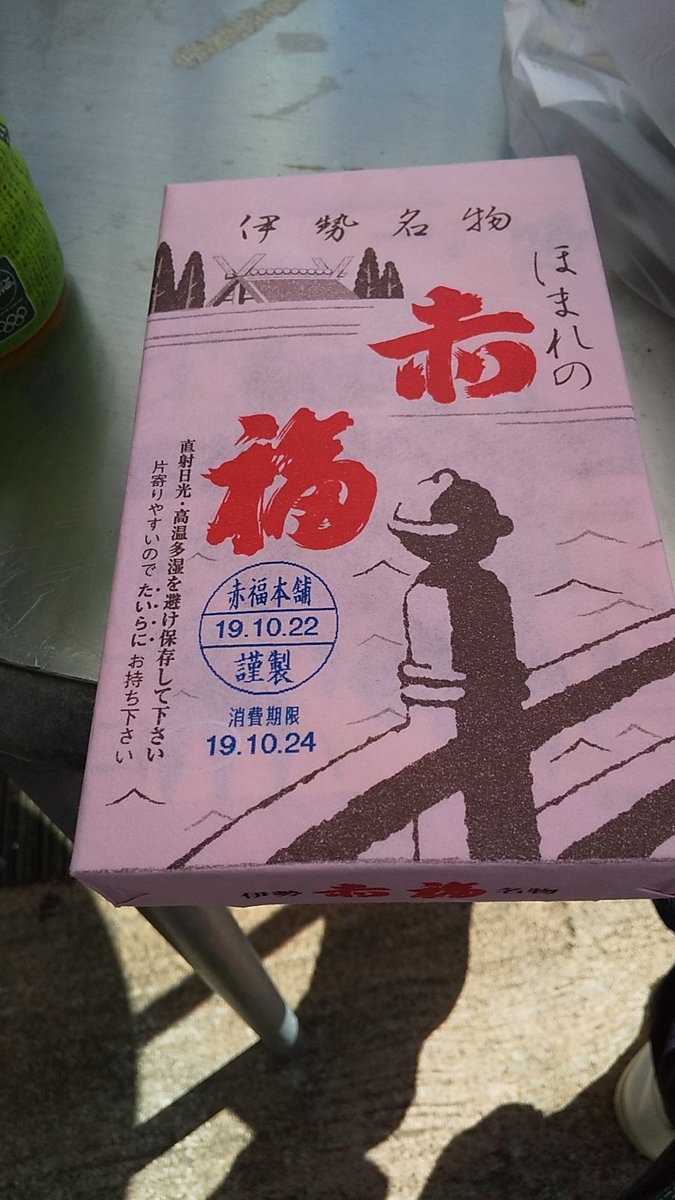 伊勢名物
ほまれの
赤
福
直射日光・高温多湿を避け保存して下さい
片寄りやすいので たいらに お持ち下さい
赤福本舗
19.10.22
謹製
消費期限
19.10.24
伊勢 赤福 名物